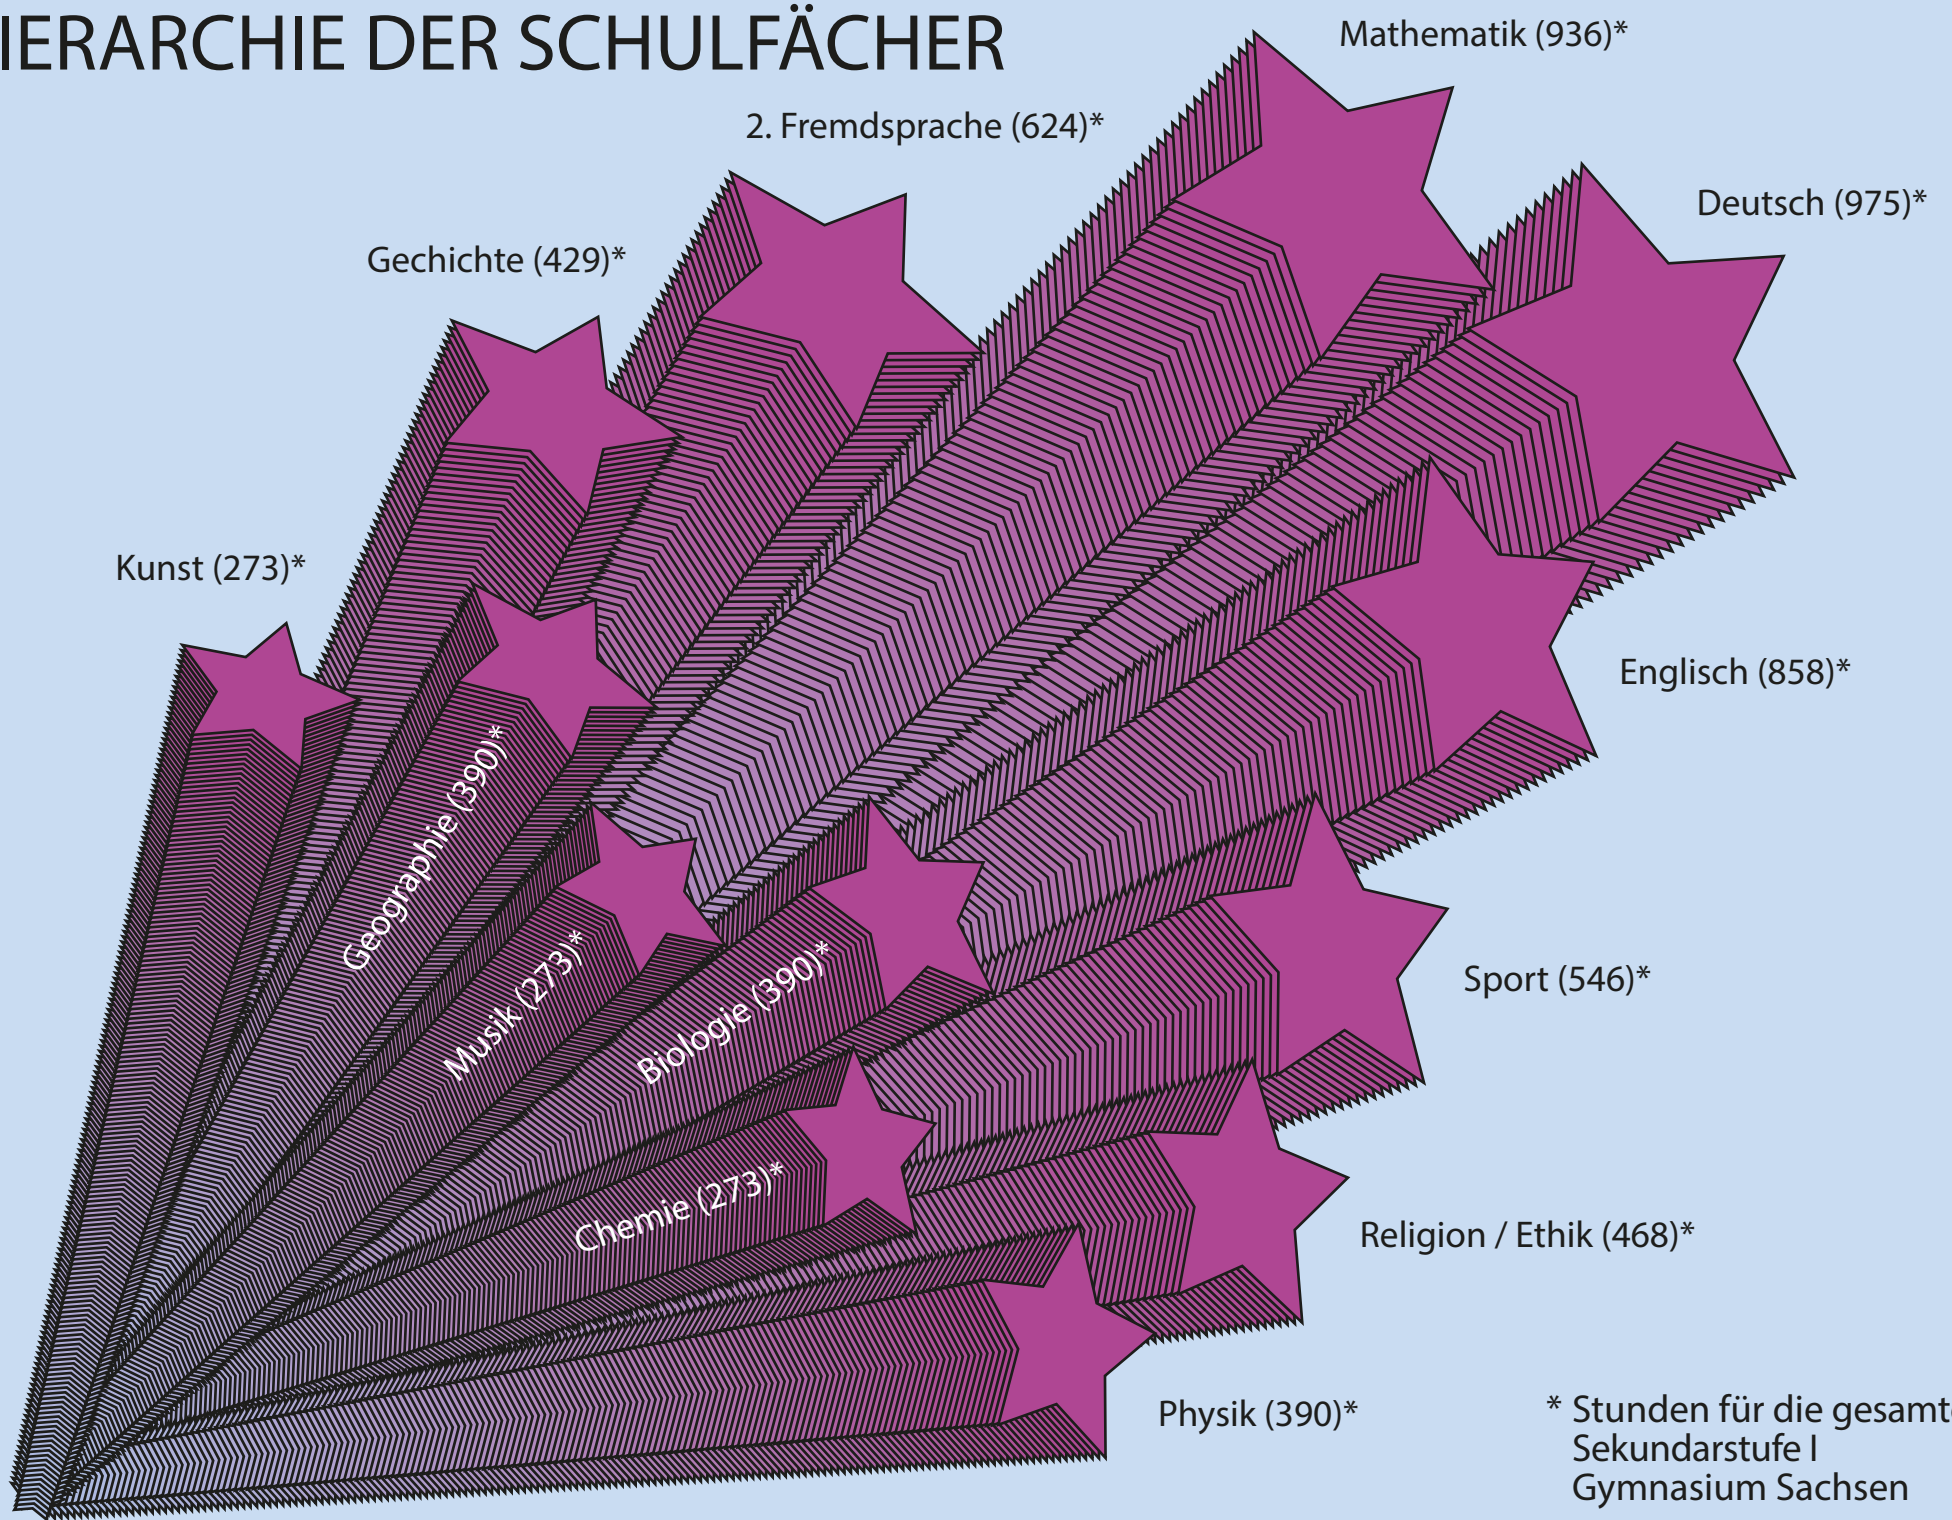 IERARCHIE DER SCHULFÄCHER
Mathematik (936)*
2. Fremdsprache (624)*
Deutsch (975)*
Gechichte (429)*
Kunst (273)*
Englisch (858)*
Geographie (390)*
Musik (273)*
Biologie (390)*
Sport (546)*
Chemie (273)*
Religion / Ethik (468)*
Physik (390)*
* Stunden für die gesamte
Sekundarstufe I
Gymnasium Sachsen